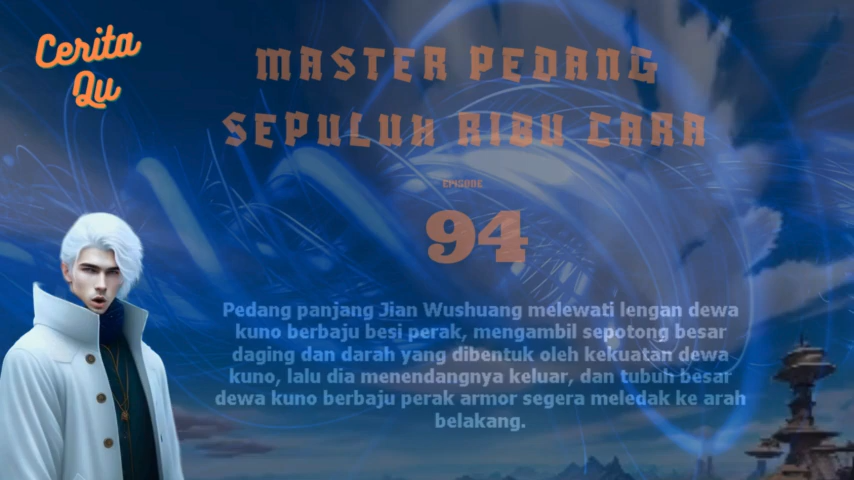 Cerita
Qu
MASTER PEDANG
SEPULUH RIBU CARA
EPISODE
94
Pedang panjang Jian Wushuang melewati lengan dewa
kuno berbaju besi perak, mengambil sepotong besar
daging dan darah yang dibentuk oleh kekuatan dewa
kuno, lalu dia menendangnya keluar, dan tubuh besar
dewa kuno berbaju perak armor segera meledak ke arah
belakang.